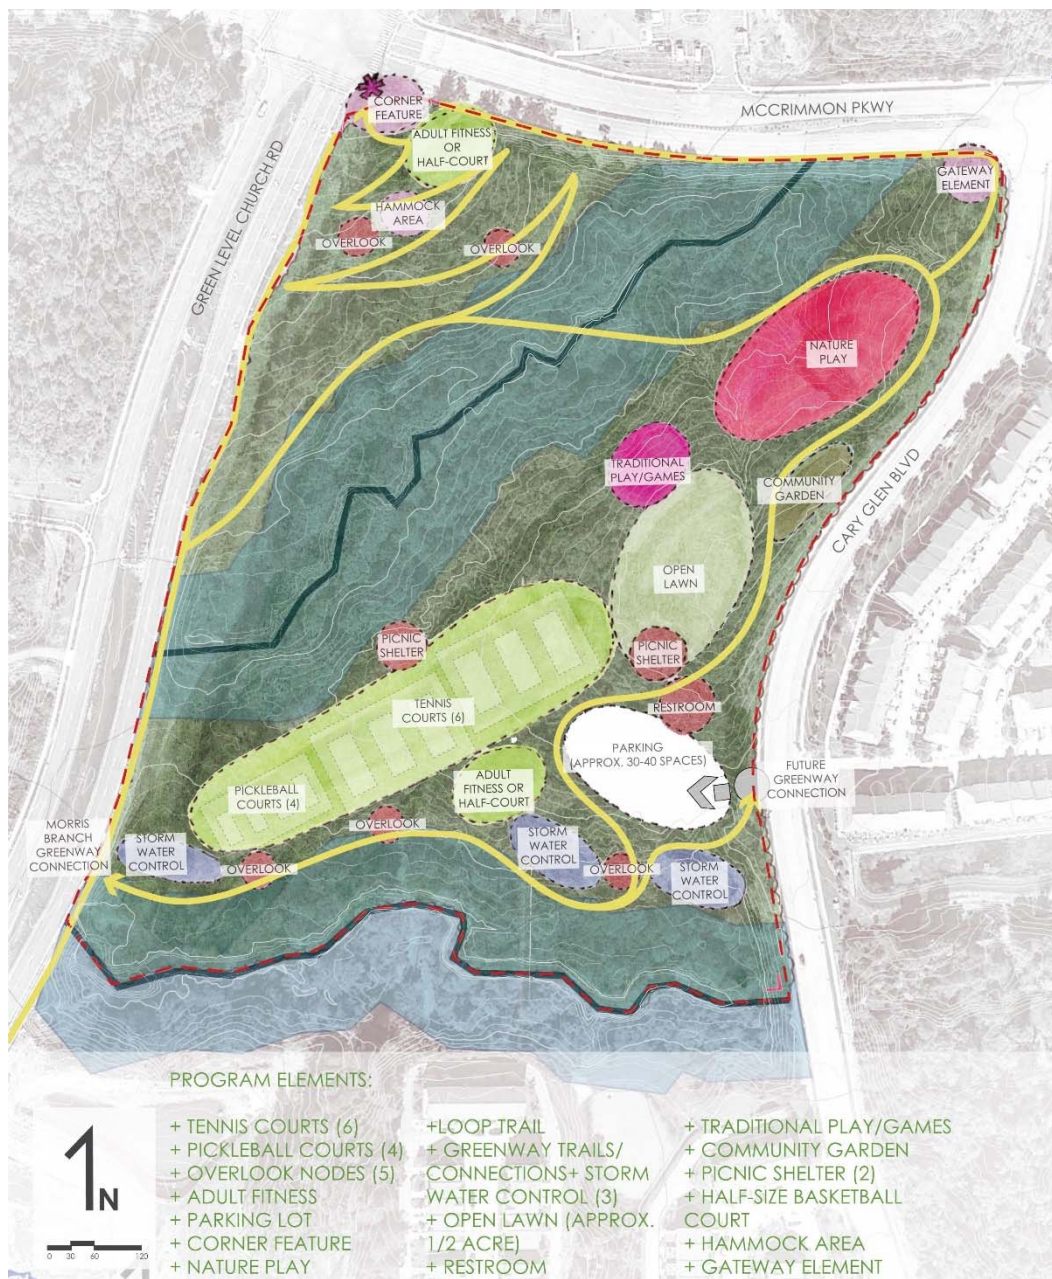 MCCRIMMON PKWY
CORNER
FEATURE
ADULT FITNESS
OR
HALF-COURT
GATEWAY
ELEMENT
GREEN LEVEL CHURCH RD
HAMMOCK
AREA
OVERLOOK
OVERLOOK
NATURE
PLAY
TRADITIONAL
PLAY/GAMES
COMMUNITY
GARDEN
CARY GLEN BLVD
OPEN
LAWN
PICNIC
SHELTER
PICNIC
SHELTER
RESTROOM
TENNIS
COURTS (6)
PARKING
(APPROX. 30-40 SPACES)
FUTURE
GREENWAY
CONNECTION
ADULT
FITNESS OR
HALF-COURT
PICKLEBALL
COURTS (4)
OVERLOOK
MORRIS
BRANCH
GREENWAY
CONNECTION
STORM
WATER
CONTROL
OVERLOOK
STORM
WATER
CONTROL
OVERLOOK
STORM
WATER
CONTROL
PROGRAM ELEMENTS:
+ TENNIS COURTS (6)
+ PICKLEBALL COURTS (4)
+ OVERLOOK NODES (5)
+ ADULT FITNESS
+ PARKING LOT
+ CORNER FEATURE
+ NATURE PLAY
+LOOP TRAIL
+ GREENWAY TRAILS/
CONNECTIONS+ STORM
WATER CONTROL (3)
+ OPEN LAWN (APPROX.
1/2 ACRE)
+ RESTROOM
+ TRADITIONAL PLAY/GAMES
+ COMMUNITY GARDEN
+ PICNIC SHELTER (2)
+ HALF-SIZE BASKETBALL
COURT
+ HAMMOCK AREA
+ GATEWAY ELEMENT
N
0 30 60 120